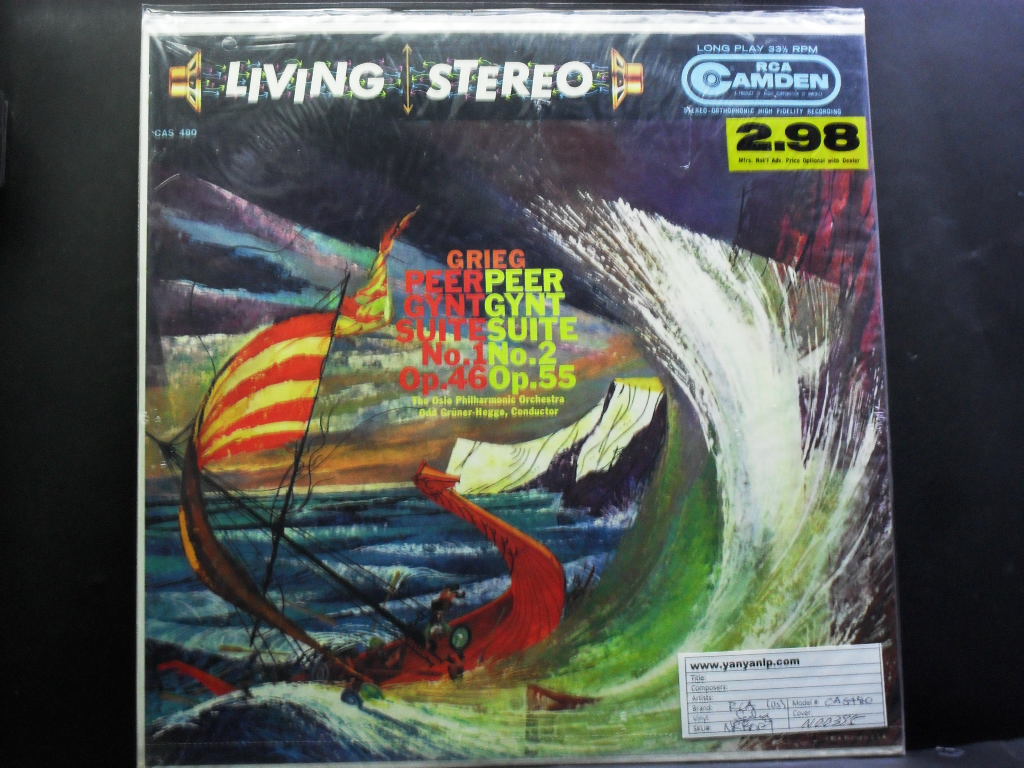 LIVING STEREO
LONG PLAY 33⅓ RPM
RCA
CAMDEN
STEREO-ORTHOPHONIC HIGH FIDELITY RECORDING
CAS 480
2.98
Mfrs. Nat'l Adv. Price Optional with Dealer
GRIEG
PEER PEER
GYNT GYNT
SUITE SUITE
No.1 No.2
Op.46 Op.55
The Oslo Philharmonic Orchestra
Odd Grüner-Hegge, Conductor
www.yanyanlp.com
Title:
Composers:
Artists:
Brand: RCA (US) Model #: CAS480
Vinyl: Cover:
SKU#: